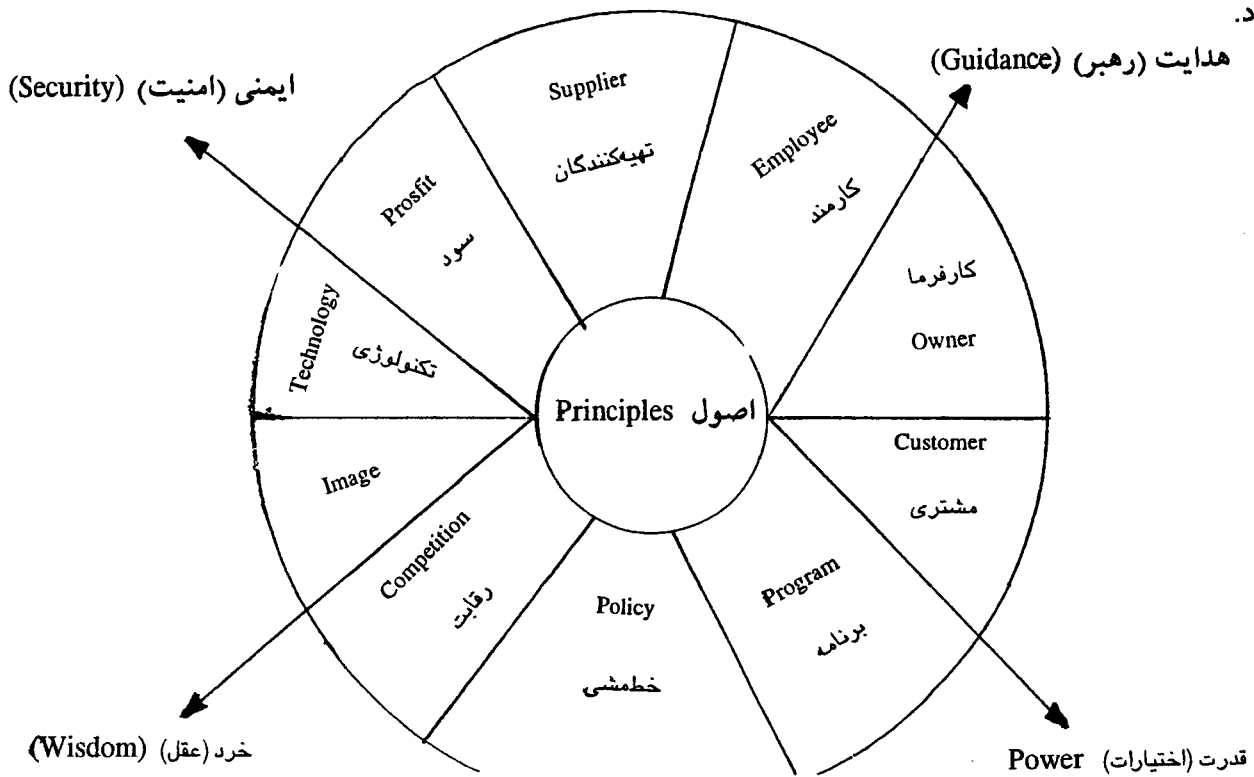 د.
هدایت (رهبر) (Guidance)
ایمنی (امنیت) (Security)
Supplier
تهیه‌کنندگان
Employee
کارمند
Prosfit
سود
کارفرما
Owner
Technology
تکنولوژی
اصول Principles
Customer
مشتری
Image
Competition
رقابت
Policy
خط‌مشی
Program
برنامه
خرد (عقل) (Wisdom)
قدرت (اختیارات) Power